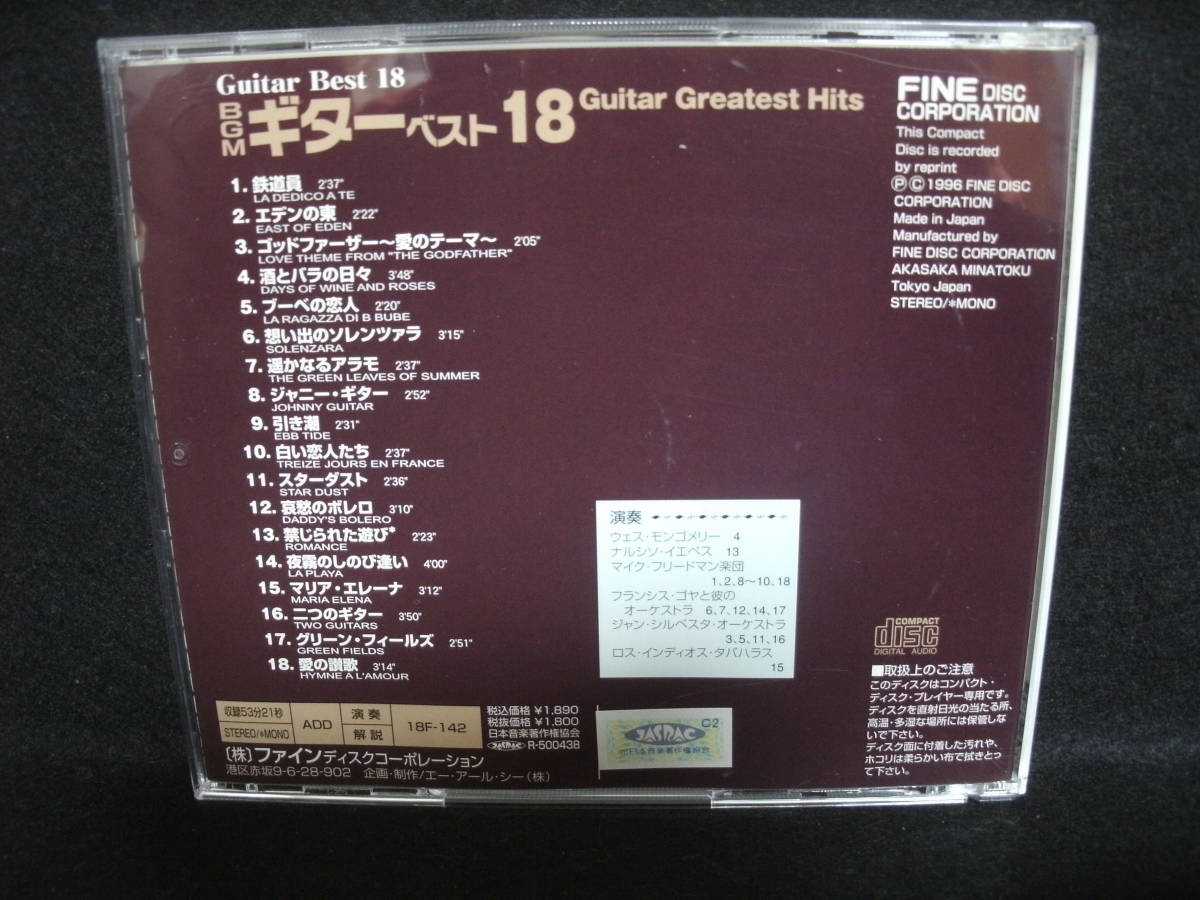 Guitar Best 18
BGM ギターベスト18 Guitar Greatest Hits
1. 鉄道員 2'37"
LA DEDICO A TE
2. エデンの東 2'22"
EAST OF EDEN
3. ゴッドファーザー〜愛のテーマ〜 2'05"
LOVE THEME FROM "THE GODFATHER"
4. 酒とバラの日々 3'48"
DAYS OF WINE AND ROSES
5. ブーベの恋人 2'20"
LA RAGAZZA DI B BUBE
6. 想い出のソレンツァラ 3'15"
SOLENZARA
7. 遥かなるアラモ 2'37"
THE GREEN LEAVES OF SUMMER
8. ジャニー・ギター 2'52"
JOHNNY GUITAR
9. 引き潮 2'31"
EBB TIDE
10. 白い恋人たち 2'37"
TREIZE JOURS EN FRANCE
11. スターダスト 2'36"
STAR DUST
12. 哀愁のボレロ 3'10"
DADDY'S BOLERO
13. 禁じられた遊び* 2'23"
ROMANCE
14. 夜霧のしのび逢い 4'00"
LA PLAYA
15. マリア・エレーナ 3'12"
MARIA ELENA
16. 二つのギター 3'50"
TWO GUITARS
17. グリーン・フィールズ 2'51"
GREEN FIELDS
18. 愛の讃歌 3'14"
HYMNE A L'AMOUR
FINE DISC
CORPORATION
This Compact
Disc is recorded
by reprint
ⓅⒸ1996 FINE DISC
CORPORATION
Made in Japan
Manufactured by
FINE DISC CORPORATION
AKASAKA MINATOKU
Tokyo Japan
STEREO/*MONO
演奏
ウェス・モンゴメリー 4
ナルシソ・イエペス 13
マイク・フリードマン楽団
1、2、8〜10、18
フランシス・ゴヤと彼の
オーケストラ 6、7、12、14、17
ジャン・シルベスタ・オーケストラ
3、5、11、16
ロス・インディオス・タバハラス
15
COMPACT
disc
DIGITAL AUDIO
■取扱上のご注意
このディスクはコンパクト・
ディスク・プレイヤー専用です。
ディスクを直射日光の当たる所、
高温・多湿な場所には保管しな
いで下さい。
ディスク面に付着した汚れや、
ホコリは柔らかい布で拭きとっ
て下さい。
収録53分21秒 ADD 演奏 18F-142
STEREO/*MONO 解説
税込価格 ¥1,890
税抜価格 ¥1,800
日本音楽著作権協会
JASRAC R-500438
JASRAC C2
日本音楽著作権協会
〔株〕ファインディスクコーポレーション
港区赤坂9-6-28-902 企画・制作/エー・アール・シー(株)